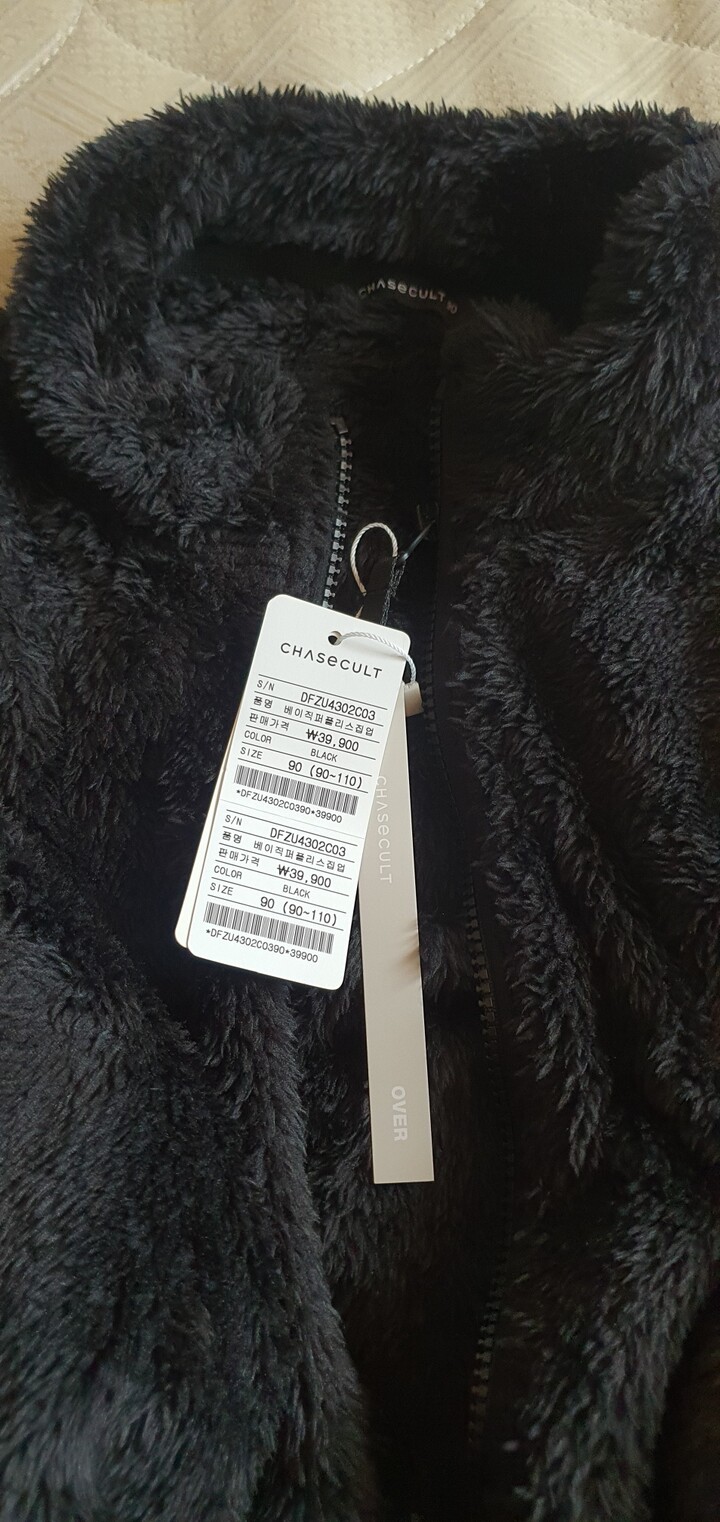 CHASECULT 90
CHASECULT
S/N DFZU4302C03
품명 베이직퍼플리스집업
판매가격 ₩39,900
COLOR BLACK
SIZE 90 (90~110)
*DFZU4302C0390*39900
S/N DFZU4302C03
품명 베이직퍼플리스집업
판매가격 ₩39,900
COLOR BLACK
SIZE 90 (90~110)
*DFZU4302C0390*39900
CHASECULT
OVER